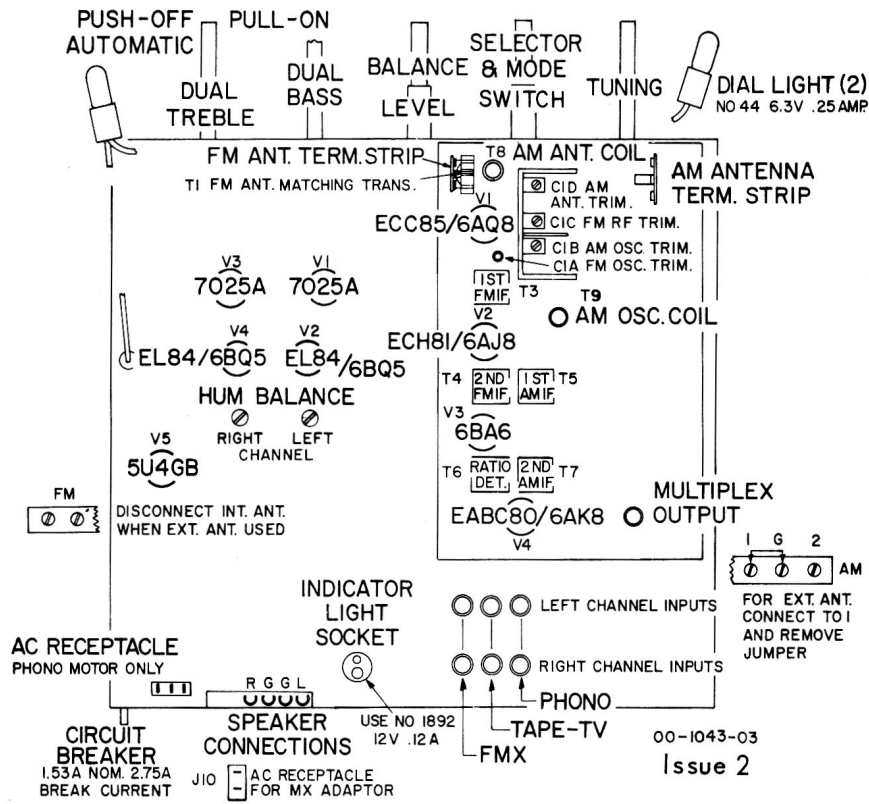 PUSH-OFF PULL-ON
AUTOMATIC
DUAL
TREBLE
DUAL
BASS
BALANCE
LEVEL
SELECTOR
& MODE
SWITCH
TUNING
DIAL LIGHT (2)
NO 44 6.3V .25 AMP.
FM ANT. TERM. STRIP
T1 FM ANT. MATCHING TRANS.
T8 AM ANT. COIL
AM ANTENNA
TERM. STRIP
C1D AM
ANT. TRIM.
C1C FM RF TRIM.
C1B AM OSC. TRIM.
C1A FM OSC. TRIM.
V1
ECC85/6AQ8
1ST
FMIF
T3
T9
AM OSC. COIL
V3
7025A
V1
7025A
V2
ECH81/6AJ8
V4
EL84/6BQ5
V2
EL84/6BQ5
HUM BALANCE
RIGHT LEFT
CHANNEL
T4 2ND
FMIF
1ST T5
AMIF
V3
6BA6
V5
5U4GB
T6 RATIO
DET.
2ND T7
AMIF
EABC80/6AK8
V4
MULTIPLEX
OUTPUT
FM
DISCONNECT INT. ANT.
WHEN EXT. ANT. USED
1 G 2
AM
FOR EXT. ANT.
CONNECT TO 1
AND REMOVE
JUMPER
INDICATOR
LIGHT
SOCKET
LEFT CHANNEL INPUTS
RIGHT CHANNEL INPUTS
AC RECEPTACLE
PHONO MOTOR ONLY
R G G L
SPEAKER
CONNECTIONS
USE NO 1892
12V .12A
PHONO
TAPE-TV
FMX
CIRCUIT
BREAKER
1.53A NOM. 2.75A
BREAK CURRENT
J10 AC RECEPTACLE
FOR MX ADAPTOR
00-1043-03
Issue 2